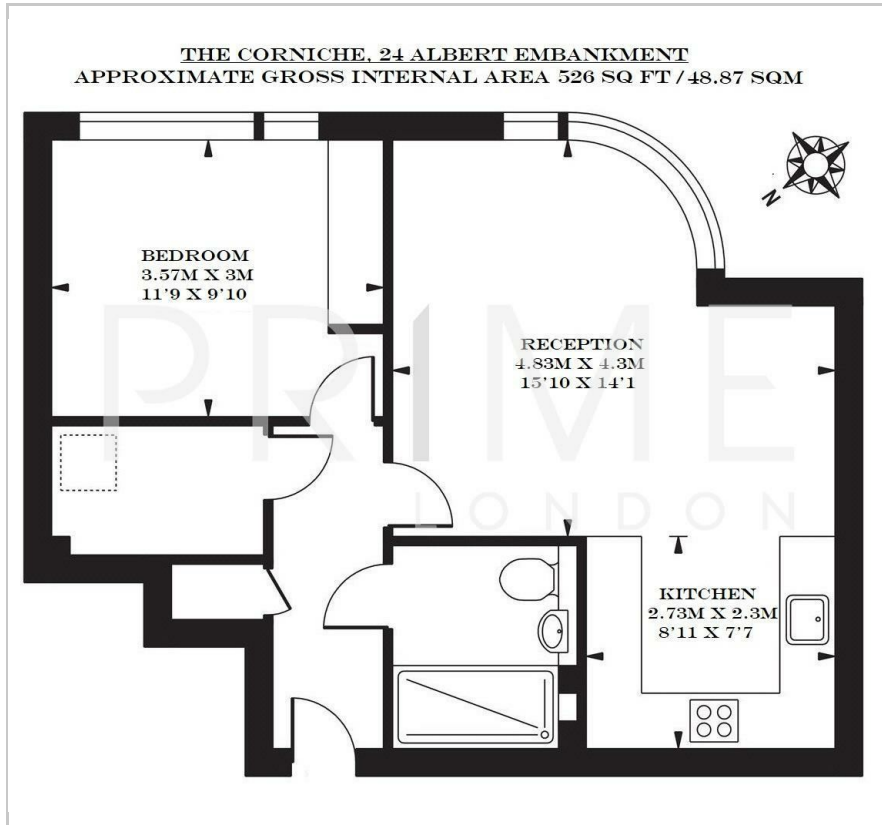 THE CORNICHE, 24 ALBERT EMBANKMENT
APPROXIMATE GROSS INTERNAL AREA 526 SQ FT / 48.87 SQM
N
BEDROOM
3.57M X 3M
11'9 X 9'10
RECEPTION
4.83M X 4.3M
15'10 X 14'1
PRIME
LONDON
KITCHEN
2.73M X 2.3M
8'11 X 7'7